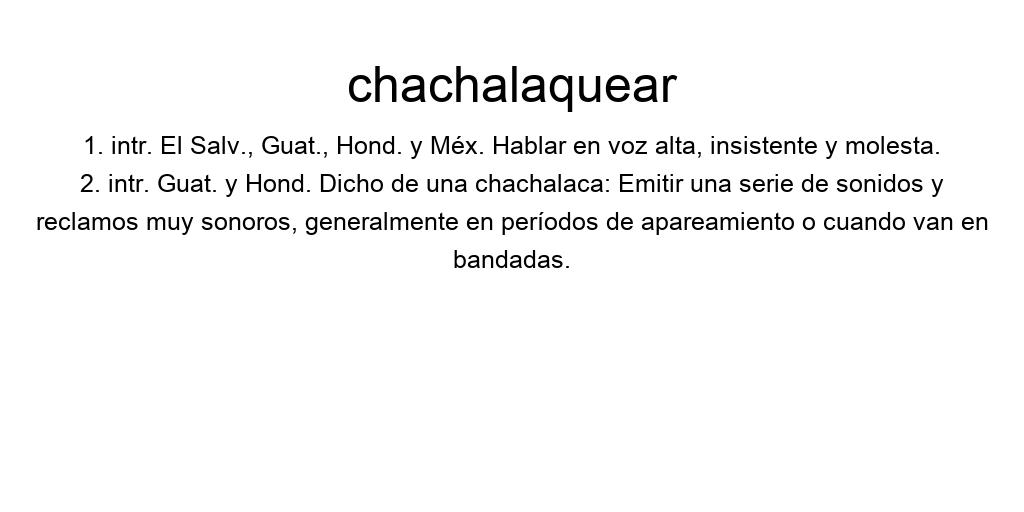 chachalaquear
1. intr. El Salv., Guat., Hond. y Méx. Hablar en voz alta, insistente y molesta.
2. intr. Guat. y Hond. Dicho de una chachalaca: Emitir una serie de sonidos y
reclamos muy sonoros, generalmente en períodos de apareamiento o cuando van en
bandadas.